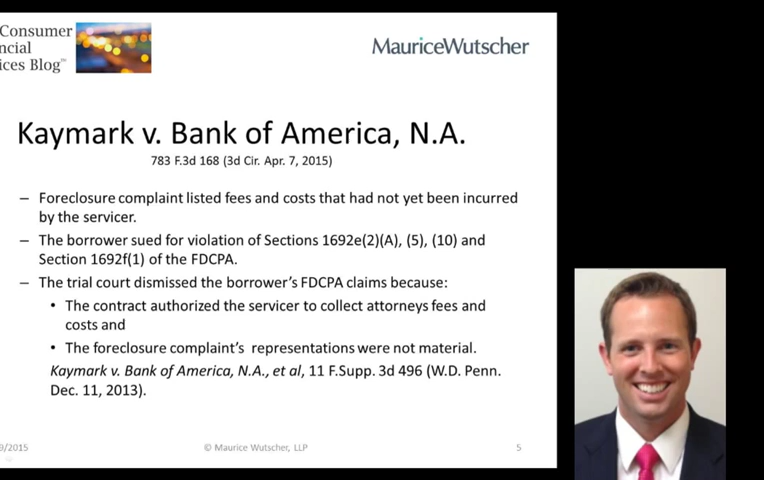 Consumer
ncial
ices Blog™
MauriceWutscher
Kaymark v. Bank of America, N.A.
783 F.3d 168 (3d Cir. Apr. 7, 2015)
– Foreclosure complaint listed fees and costs that had not yet been incurred
by the servicer.
– The borrower sued for violation of Sections 1692e(2)(A), (5), (10) and
Section 1692f(1) of the FDCPA.
– The trial court dismissed the borrower’s FDCPA claims because:
• The contract authorized the servicer to collect attorneys fees and
costs and
• The foreclosure complaint’s representations were not material.
Kaymark v. Bank of America, N.A., et al, 11 F.Supp. 3d 496 (W.D. Penn.
Dec. 11, 2013).
9/2015
© Maurice Wutscher, LLP
5